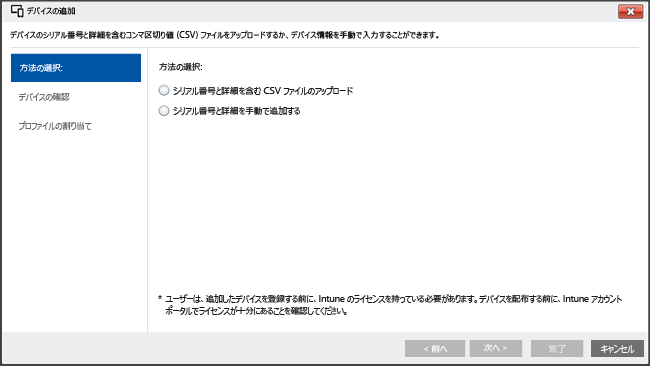 デバイスの追加
デバイスのシリアル番号と詳細を含むコンマ区切り値 (CSV) ファイルをアップロードするか、デバイス情報を手動で入力することができます。
方法の選択:
デバイスの確認
プロファイルの割り当て
方法の選択:
シリアル番号と詳細を含む CSV ファイルのアップロード
シリアル番号と詳細を手動で追加する
* ユーザーは、追加したデバイスを登録する前に、Intune のライセンスを持っている必要があります。デバイスを配布する前に、Intune アカウント
ポータルでライセンスが十分にあることを確認してください。
< 前へ 次へ > 完了 キャンセル